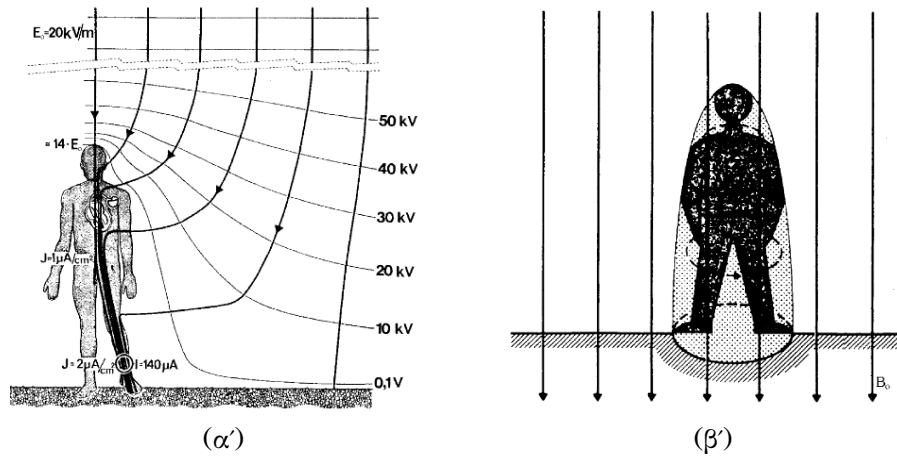 E₀=20kV/m
50 kV
= 14·E₀
40 kV
30 kV
J=1μA/cm²
20 kV
10 kV
J=2μA/cm²
I=140μA
0,1V
B₀
(α′)
(β′)